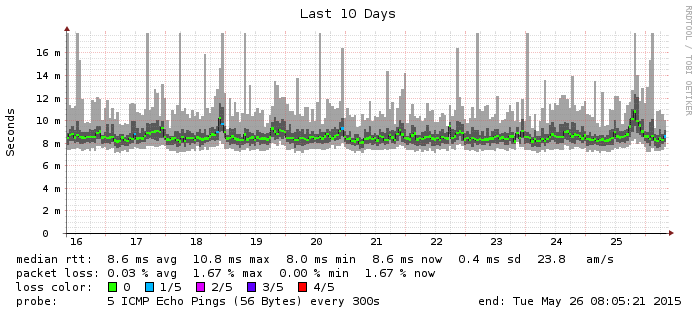 Last 10 Days
RRDTOOL / TOBI OETIKER
Seconds
16 m
14 m
12 m
10 m
8 m
6 m
4 m
2 m
0
16 17 18 19 20 21 22 23 24 25
median rtt: 8.6 ms avg 10.8 ms max 8.0 ms min 8.6 ms now 0.4 ms sd 23.8 am/s
packet loss: 0.03 % avg 1.67 % max 0.00 % min 1.67 % now
loss color: 0 1/5 2/5 3/5 4/5
probe: 5 ICMP Echo Pings (56 Bytes) every 300s end: Tue May 26 08:05:21 2015